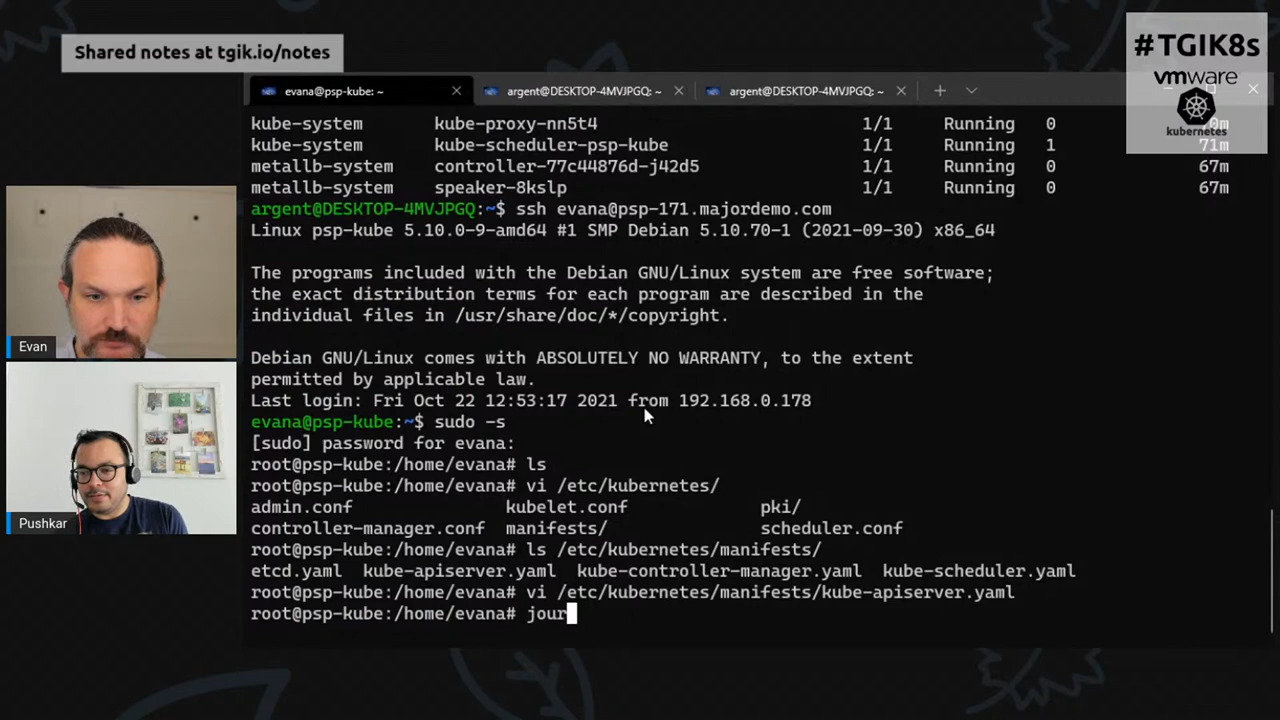 Shared notes at tgik.io/notes
#TGIK8s
vmware
kubernetes
evana@psp-kube: ~
argent@DESKTOP-4MVJPGQ: ~
argent@DESKTOP-4MVJPGQ: ~
kube-system kube-proxy-nn5t4 1/1 Running 0
kube-system kube-scheduler-psp-kube 1/1 Running 1 71m
metallb-system controller-77c44876d-j42d5 1/1 Running 0 67m
metallb-system speaker-8kslp 1/1 Running 0 67m
argent@DESKTOP-4MVJPGQ:~$ ssh evana@psp-171.majordemo.com
Linux psp-kube 5.10.0-9-amd64 #1 SMP Debian 5.10.70-1 (2021-09-30) x86_64
The programs included with the Debian GNU/Linux system are free software;
the exact distribution terms for each program are described in the
individual files in /usr/share/doc/*/copyright.
Debian GNU/Linux comes with ABSOLUTELY NO WARRANTY, to the extent
permitted by applicable law.
Last login: Fri Oct 22 12:53:17 2021 from 192.168.0.178
evana@psp-kube:~$ sudo -s
[sudo] password for evana:
root@psp-kube:/home/evana# ls
root@psp-kube:/home/evana# vi /etc/kubernetes/
admin.conf kubelet.conf pki/
controller-manager.conf manifests/ scheduler.conf
root@psp-kube:/home/evana# ls /etc/kubernetes/manifests/
etcd.yaml kube-apiserver.yaml kube-controller-manager.yaml kube-scheduler.yaml
root@psp-kube:/home/evana# vi /etc/kubernetes/manifests/kube-apiserver.yaml
root@psp-kube:/home/evana# jour
Evan
Pushkar